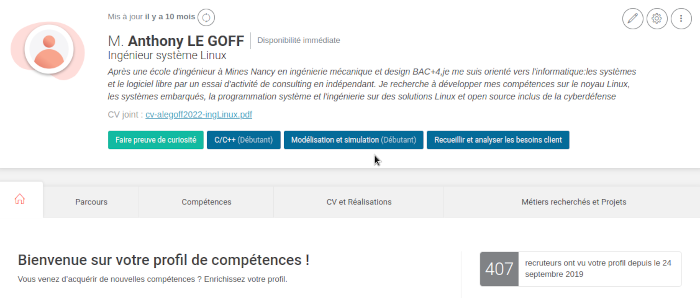 Mis à jour il y a 10 mois
M. Anthony LE GOFF Disponibilité immédiate
Ingénieur système Linux
Après une école d'ingénieur à Mines Nancy en ingénierie mécanique et design BAC+4,je me suis orienté vers l'informatique:les systèmes
et le logiciel libre par un essai d'activité de consulting en indépendant. Je recherche à développer mes compétences sur le noyau Linux,
les systèmes embarqués, la programmation système et l'ingénierie sur des solutions Linux et open source inclus de la cyberdéfense
CV joint : cv-alegoff2022-ingLinux.pdf
Faire preuve de curiosité C/C++ (Débutant) Modélisation et simulation (Débutant) Recueillir et analyser les besoins client
Parcours Compétences CV et Réalisations Métiers recherchés et Projets
Bienvenue sur votre profil de compétences !
Vous venez d'acquérir de nouvelles compétences ? Enrichissez votre profil.
407 recruteurs ont vu votre profil depuis le 24
septembre 2019